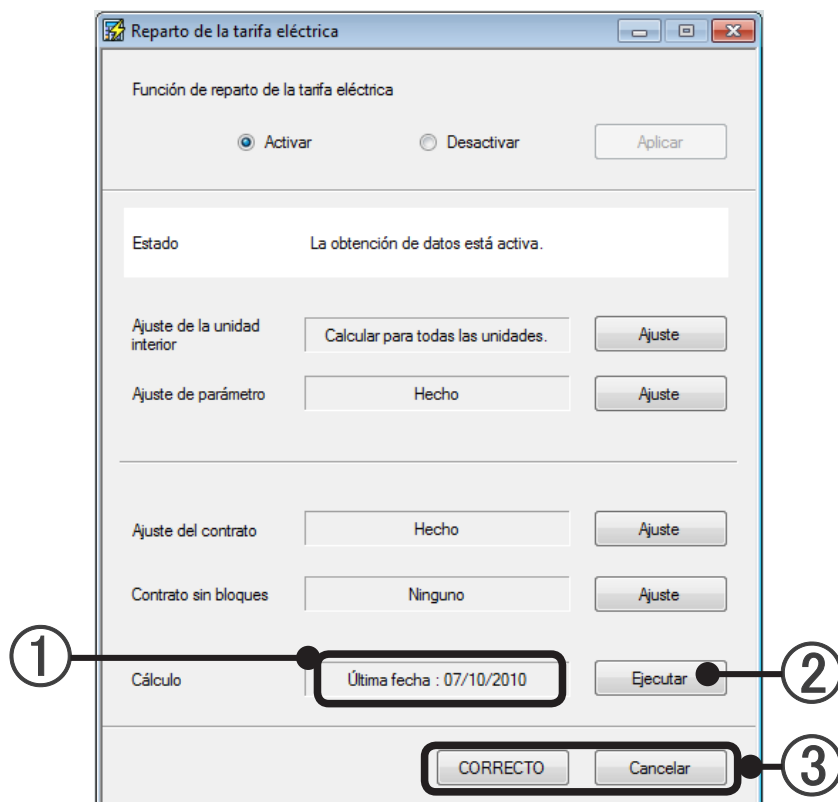 Reparto de la tarifa eléctrica
Función de reparto de la tarifa eléctrica
Activar Desactivar Aplicar
Estado La obtención de datos está activa.
Ajuste de la unidad
interior Calcular para todas las unidades. Ajuste
Ajuste de parámetro Hecho Ajuste
Ajuste del contrato Hecho Ajuste
Contrato sin bloques Ninguno Ajuste
1 Cálculo Última fecha : 07/10/2010 Ejecutar 2
CORRECTO Cancelar 3